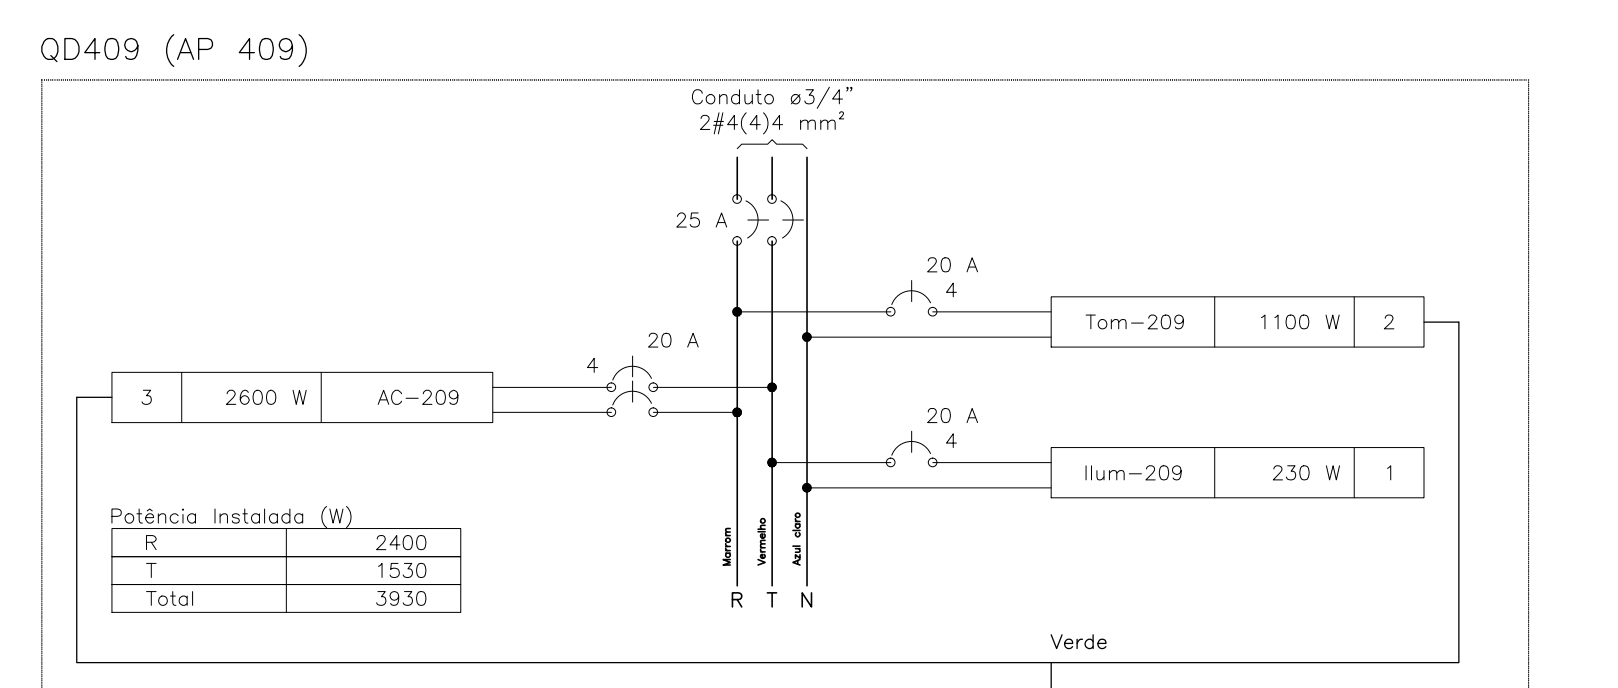 QD409 (AP 409)
Conduto ø3/4"
2#4(4)4 mm²
25 A
20 A
4
Tom-209 1100 W 2
20 A
4
3 2600 W AC-209
20 A
4
Ilum-209 230 W 1
Potência Instalada (W)
R 2400
T 1530
Total 3930
Marrom
Vermelho
Azul claro
R T N
Verde